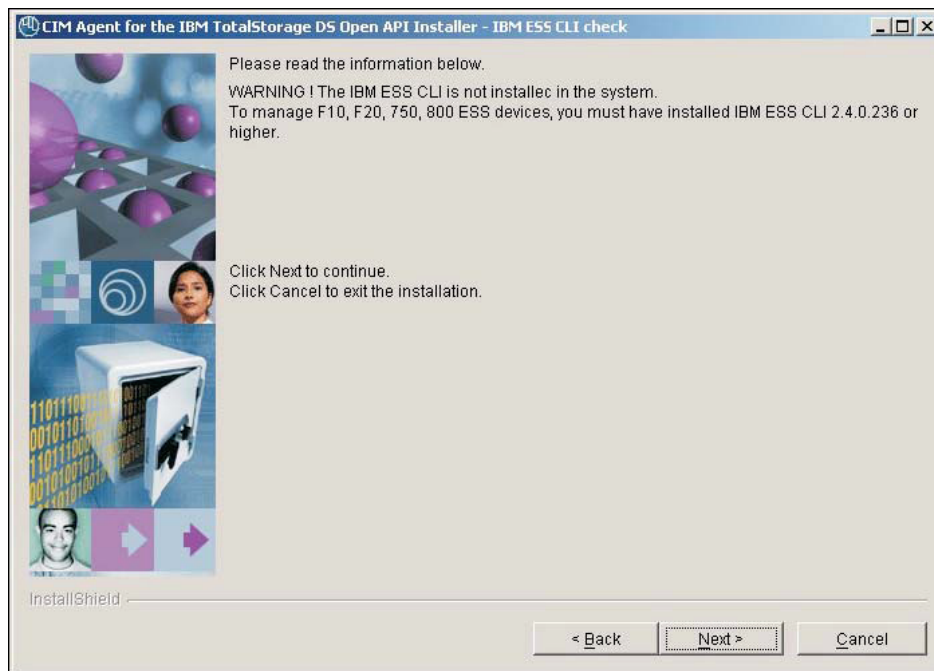 CIM Agent for the IBM TotalStorage DS Open API Installer - IBM ESS CLI check
Please read the information below.
WARNING ! The IBM ESS CLI is not installec in the system.
To manage F10, F20, 750, 800 ESS devices, you must have installed IBM ESS CLI 2.4.0.236 or
higher.
Click Next to continue.
Click Cancel to exit the installation.
InstallShield
< Back
Next >
Cancel